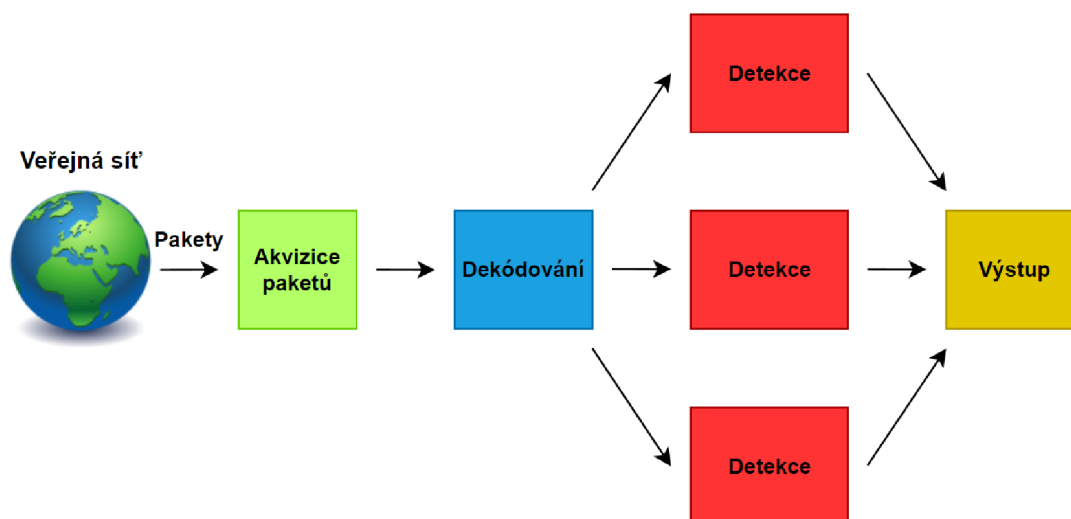 Veřejná síť
Pakety
Akvizice
paketů
Dekódování
Detekce
Detekce
Detekce
Výstup